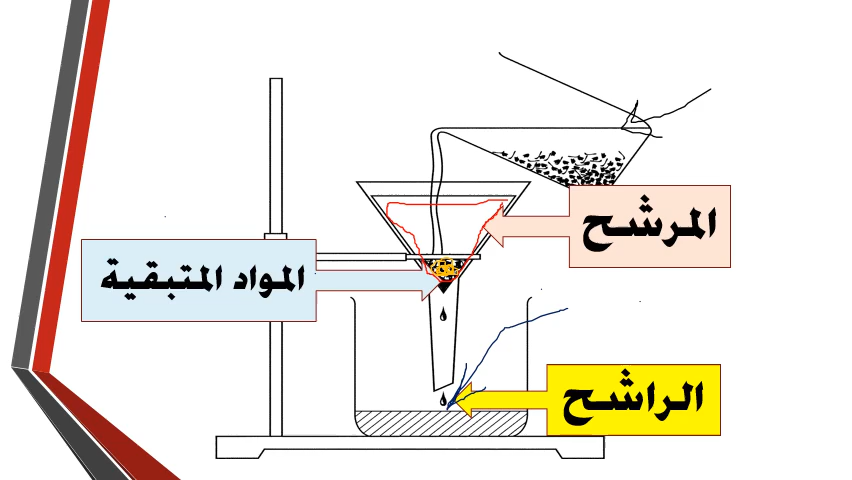 المرشح
المواد المتبقية
الراشح